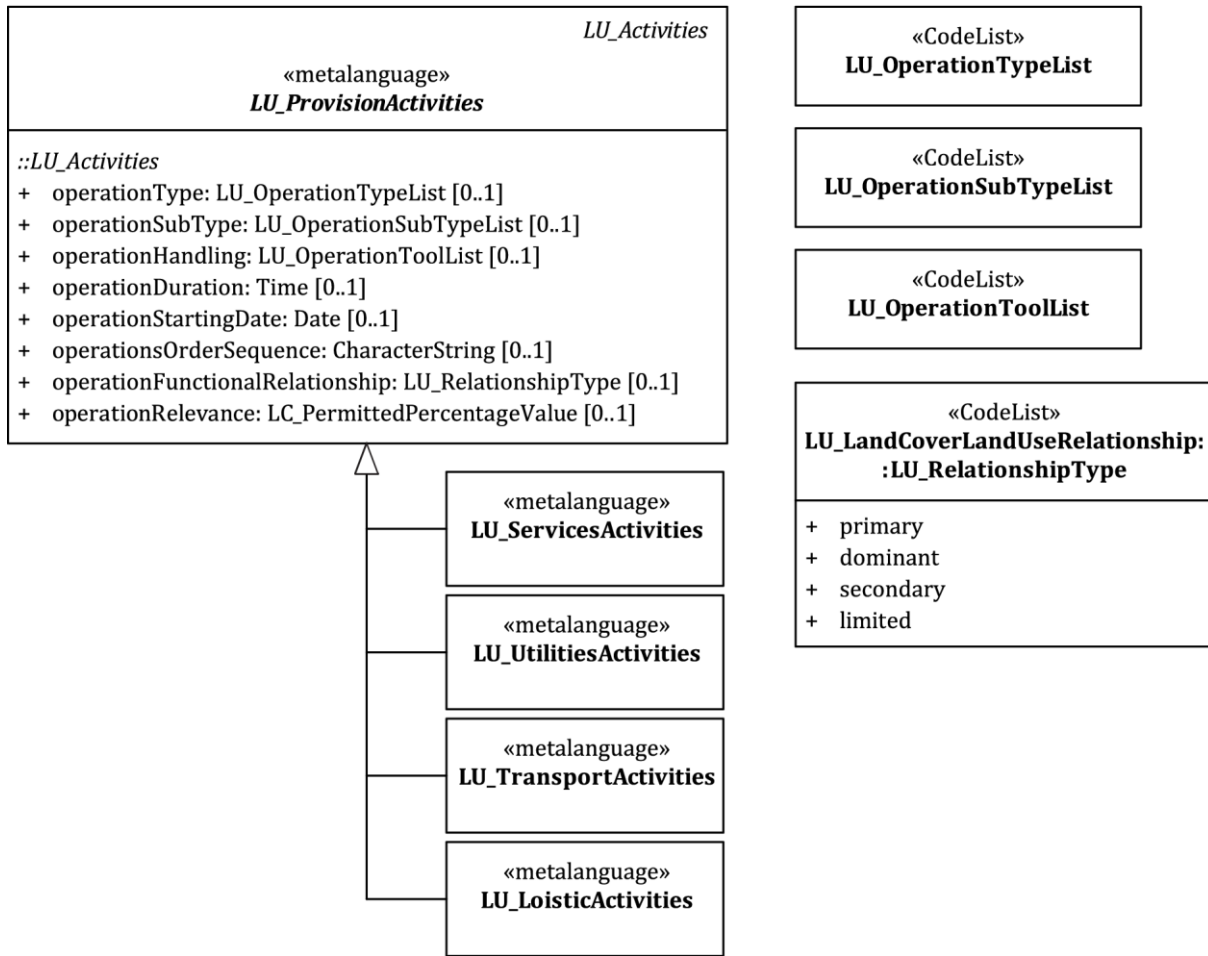 LU_Activities
«metalanguage»
LU_ProvisionActivities
::LU_Activities
+ operationType: LU_OperationTypeList [0..1]
+ operationSubType: LU_OperationSubTypeList [0..1]
+ operationHandling: LU_OperationToolList [0..1]
+ operationDuration: Time [0..1]
+ operationStartingDate: Date [0..1]
+ operationsOrderSequence: CharacterString [0..1]
+ operationFunctionalRelationship: LU_RelationshipType [0..1]
+ operationRelevance: LC_PermittedPercentageValue [0..1]
«metalanguage»
LU_ServicesActivities
«metalanguage»
LU_UtilitiesActivities
«metalanguage»
LU_TransportActivities
«metalanguage»
LU_LoisticActivities
«CodeList»
LU_OperationTypeList
«CodeList»
LU_OperationSubTypeList
«CodeList»
LU_OperationToolList
«CodeList»
LU_LandCoverLandUseRelationship:
:LU_RelationshipType
+ primary
+ dominant
+ secondary
+ limited